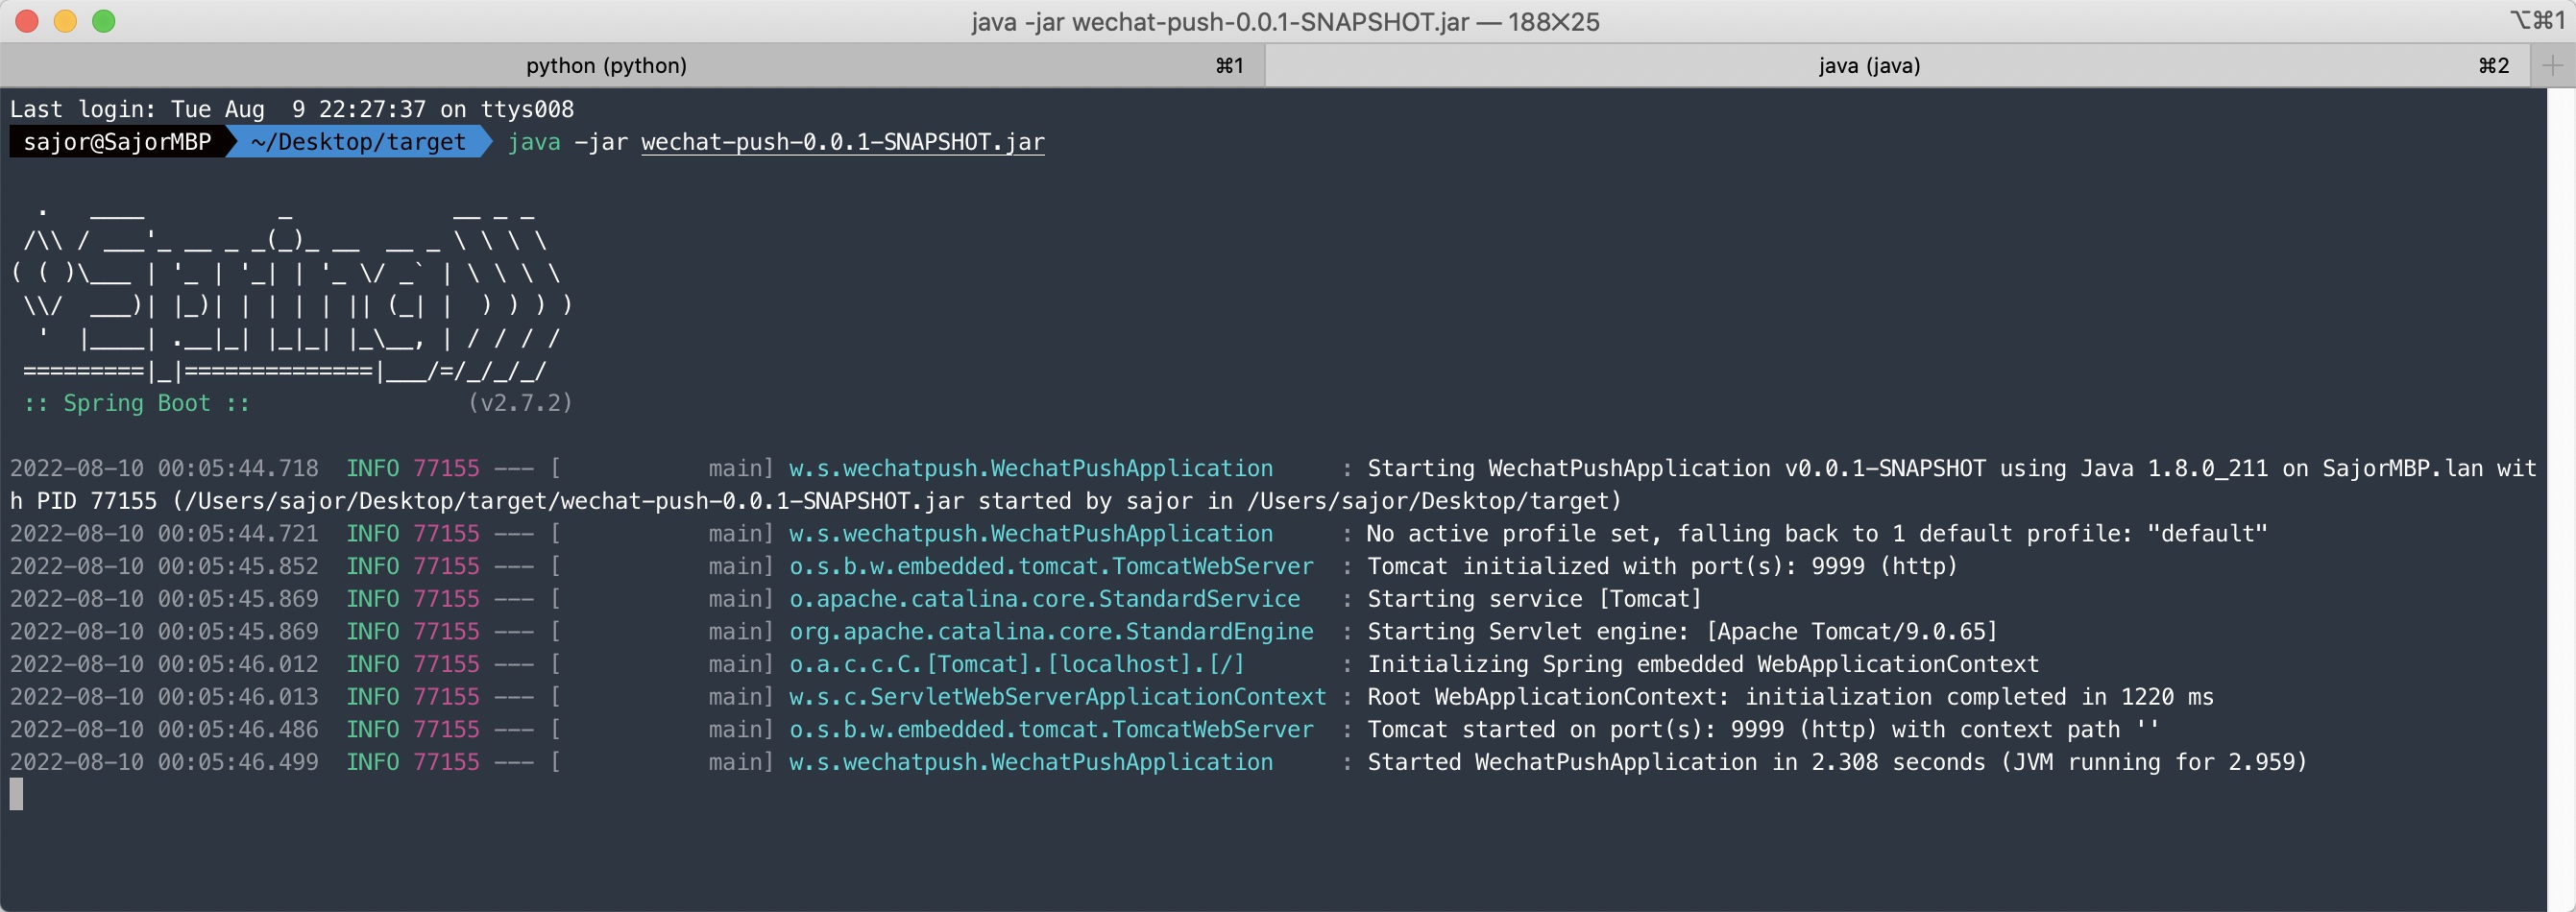 java -jar wechat-push-0.0.1-SNAPSHOT.jar — 188✕25 ⌥⌘1
python (python) ⌘1 java (java) ⌘2 +
Last login: Tue Aug  9 22:27:37 on ttys008
sajor@SajorMBP ~/Desktop/target java -jar wechat-push-0.0.1-SNAPSHOT.jar
  .   ____          _            __ _ _
 /\\ / ___'_ __ _ _(_)_ __  __ _ \ \ \ \
( ( )\___ | '_ | '_| | '_ \/ _` | \ \ \ \
 \\/  ___)| |_)| | | | | || (_| |  ) ) ) )
  '  |____| .__|_| |_|_| |_\__, | / / / /
 =========|_|==============|___/=/_/_/_/
 :: Spring Boot ::                (v2.7.2)
2022-08-10 00:05:44.718  INFO 77155 --- [           main] w.s.wechatpush.WechatPushApplication     : Starting WechatPushApplication v0.0.1-SNAPSHOT using Java 1.8.0_211 on SajorMBP.lan wit
h PID 77155 (/Users/sajor/Desktop/target/wechat-push-0.0.1-SNAPSHOT.jar started by sajor in /Users/sajor/Desktop/target)
2022-08-10 00:05:44.721  INFO 77155 --- [           main] w.s.wechatpush.WechatPushApplication     : No active profile set, falling back to 1 default profile: "default"
2022-08-10 00:05:45.852  INFO 77155 --- [           main] o.s.b.w.embedded.tomcat.TomcatWebServer  : Tomcat initialized with port(s): 9999 (http)
2022-08-10 00:05:45.869  INFO 77155 --- [           main] o.apache.catalina.core.StandardService   : Starting service [Tomcat]
2022-08-10 00:05:45.869  INFO 77155 --- [           main] org.apache.catalina.core.StandardEngine  : Starting Servlet engine: [Apache Tomcat/9.0.65]
2022-08-10 00:05:46.012  INFO 77155 --- [           main] o.a.c.c.C.[Tomcat].[localhost].[/]       : Initializing Spring embedded WebApplicationContext
2022-08-10 00:05:46.013  INFO 77155 --- [           main] w.s.c.ServletWebServerApplicationContext : Root WebApplicationContext: initialization completed in 1220 ms
2022-08-10 00:05:46.486  INFO 77155 --- [           main] o.s.b.w.embedded.tomcat.TomcatWebServer  : Tomcat started on port(s): 9999 (http) with context path ''
2022-08-10 00:05:46.499  INFO 77155 --- [           main] w.s.wechatpush.WechatPushApplication     : Started WechatPushApplication in 2.308 seconds (JVM running for 2.959)